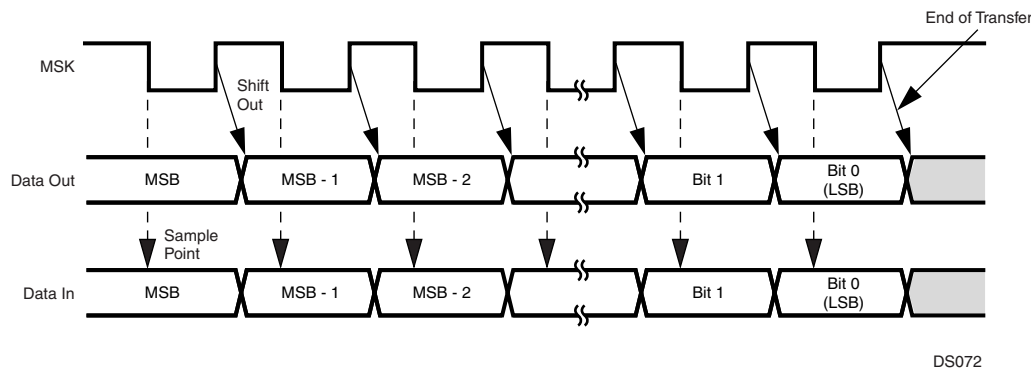 End of Transfer
MSK
Shift
Out
Data Out
MSB
MSB - 1
MSB - 2
Bit 1
Bit 0
(LSB)
Sample
Point
Data In
MSB
MSB - 1
MSB - 2
Bit 1
Bit 0
(LSB)
DS072